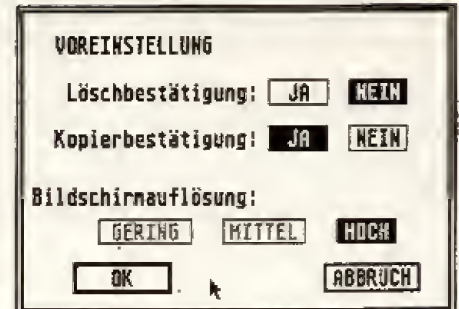 VOREINSTELLUNG
Löschbestätigung: JA NEIN
Kopierbestätigung: JA NEIN
Bildschirmauflösung:
GERING MITTEL HOCH
OK ABBRUCH